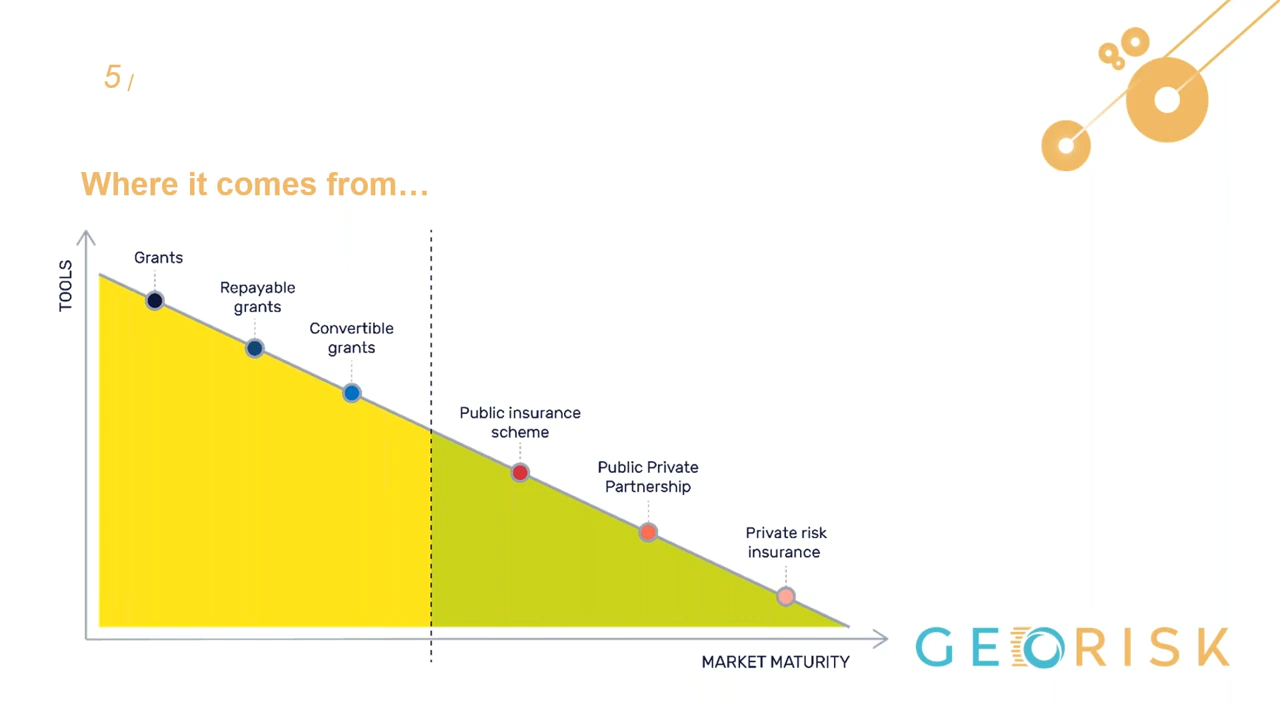 5 /
Where it comes from…
TOOLS
Grants
Repayable
grants
Convertible
grants
Public insurance
scheme
Public Private
Partnership
Private risk
insurance
MARKET MATURITY
GEORISK